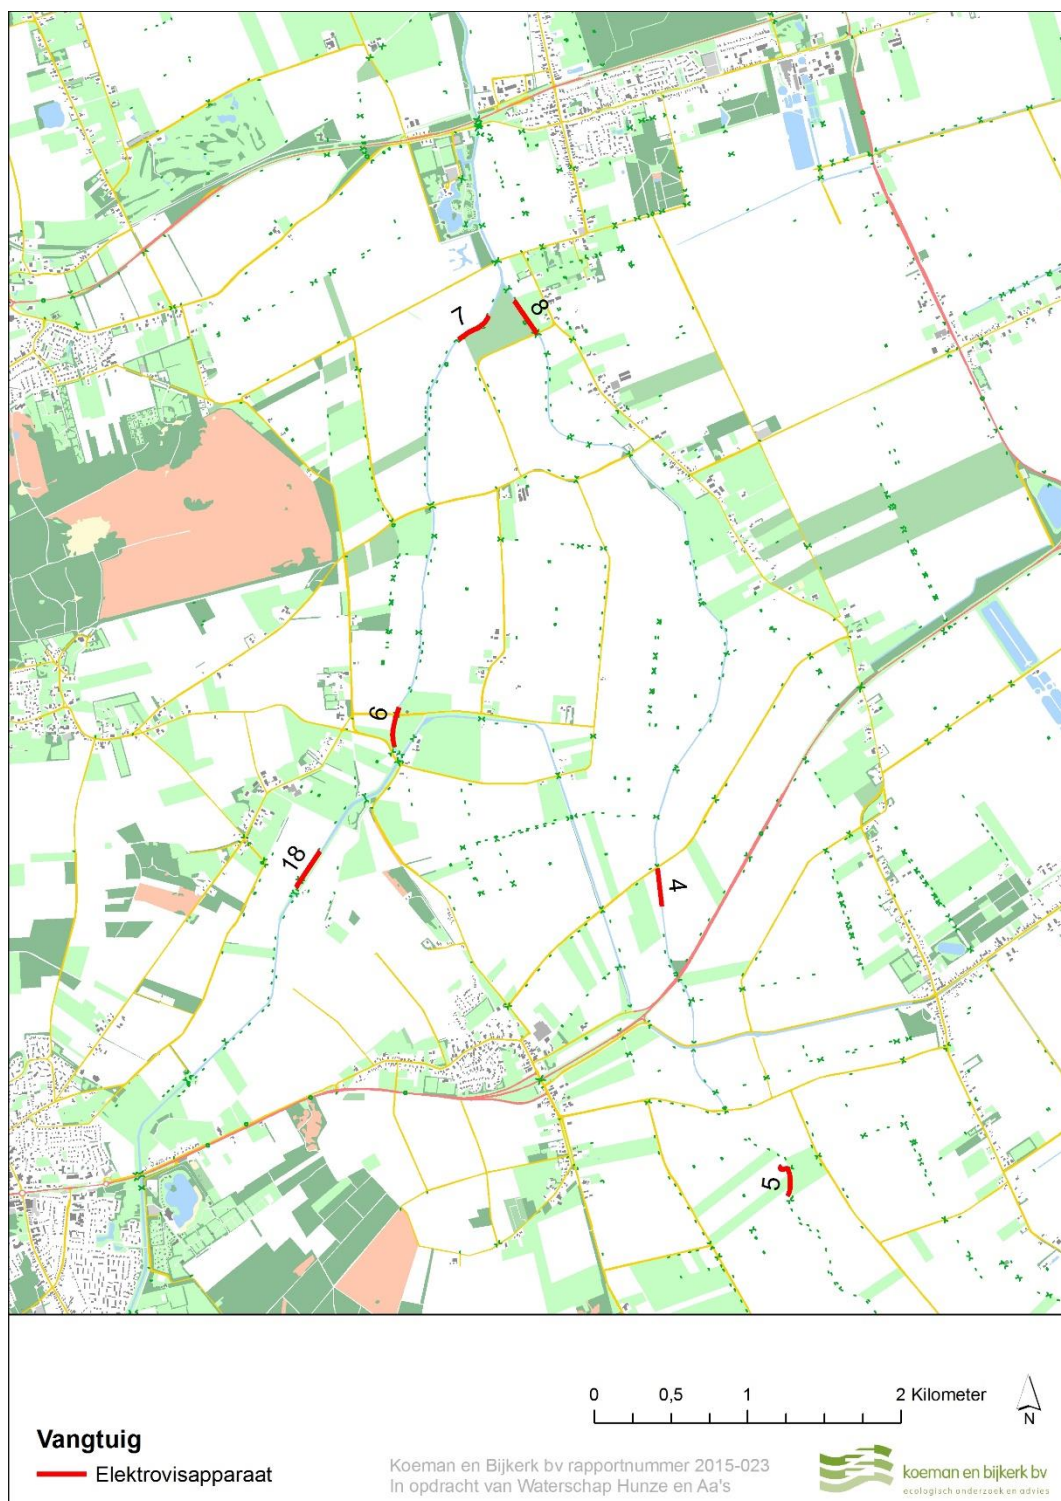 7
8
6
18
4
5
0 0,5 1 2 Kilometer
N
Vangtuig
Elektrovisapparaat
Koeman en Bijkerk bv rapportnummer 2015-023
In opdracht van Waterschap Hunze en Aa's
koeman en bijkerk bv
ecologisch onderzoek en advies